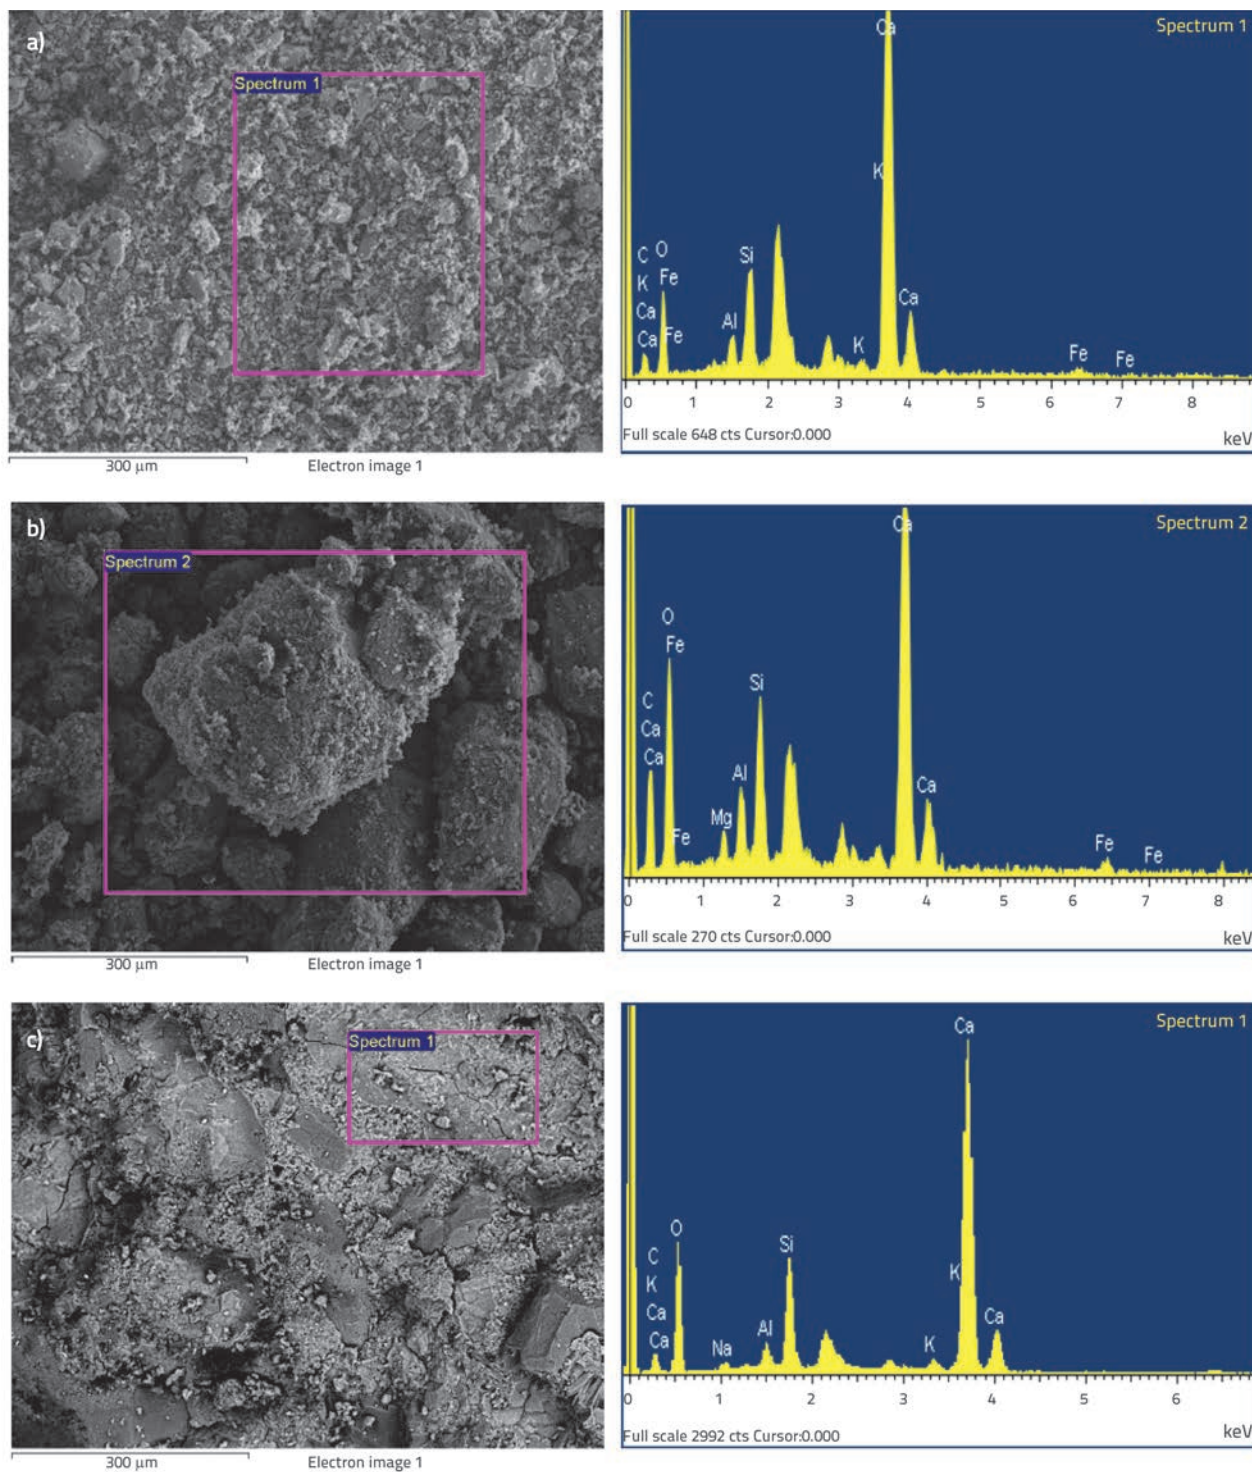 a)
Spectrum 1
300 µm
Electron image 1
Spectrum 1
Ca
K
C
O
K
Fe
Ca
Ca
Fe
Al
Si
K
Ca
Fe
Fe
0 1 2 3 4 5 6 7 8
Full scale 648 cts Cursor:0.000
keV
b)
Spectrum 2
300 µm
Electron image 1
Spectrum 2
Ca
O
Fe
C
Ca
Ca
Fe
Mg
Al
Si
Ca
Fe
Fe
0 1 2 3 4 5 6 7 8
Full scale 270 cts Cursor:0.000
keV
c)
Spectrum 1
300 µm
Electron image 1
Spectrum 1
Ca
O
C
K
Ca
Ca
Na
Al
Si
K
K
Ca
0 1 2 3 4 5 6
Full scale 2992 cts Cursor:0.000
keV